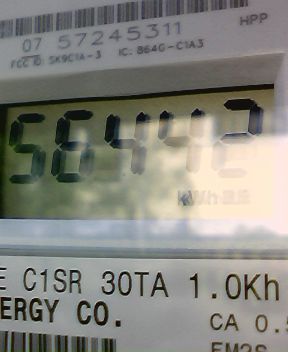 HPP
07 57245311
FCC ID: SK9C1A-3 IC: 864G-C1A3
56442
kWh
E C1SR 30TA 1.0Kh
ERGY CO.
CA 0.5